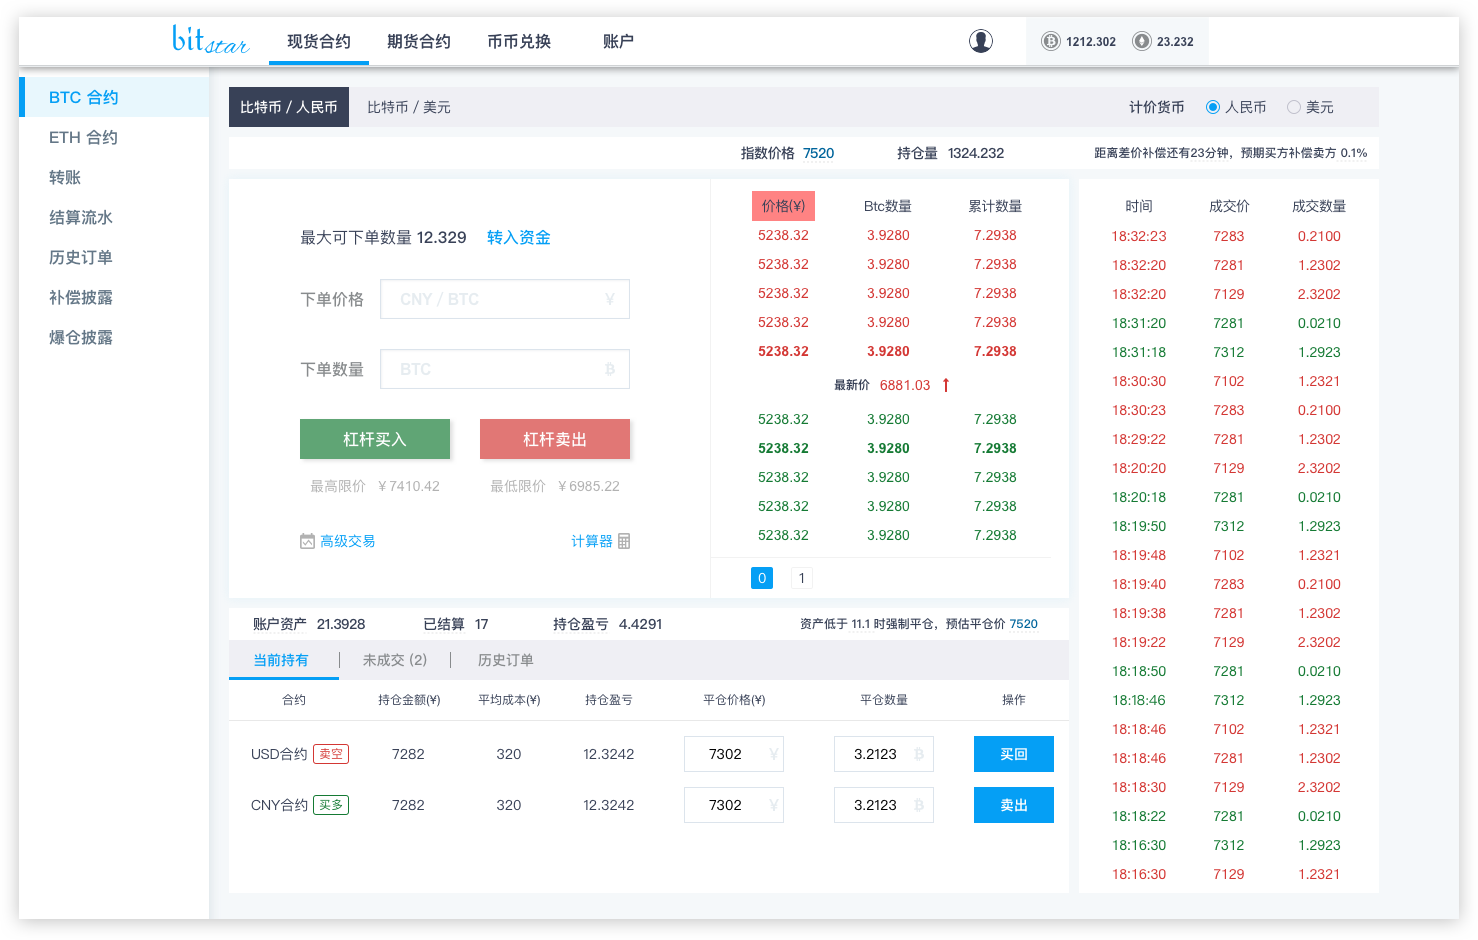 bitstar 现货合约 期货合约 币币兑换 账户 1212.302 23.232
BTC 合约
ETH 合约
转账
结算流水
历史订单
补偿披露
爆仓披露
比特币 / 人民币 比特币 / 美元 计价货币 人民币 美元
指数价格 7520 持仓量 1324.232 距离差价补偿还有23分钟，预期买方补偿卖方 0.1%
最大可下单数量 12.329 转入资金
下单价格 CNY / BTC ¥
下单数量 BTC
杠杆买入 杠杆卖出
最高限价 ¥7410.42 最低限价 ¥6985.22
高级交易 计算器
价格(¥) Btc数量 累计数量
5238.32 3.9280 7.2938
5238.32 3.9280 7.2938
5238.32 3.9280 7.2938
5238.32 3.9280 7.2938
5238.32 3.9280 7.2938
最新价 6881.03
5238.32 3.9280 7.2938
5238.32 3.9280 7.2938
5238.32 3.9280 7.2938
5238.32 3.9280 7.2938
5238.32 3.9280 7.2938
0 1
时间 成交价 成交数量
18:32:23 7283 0.2100
18:32:20 7281 1.2302
18:32:20 7129 2.3202
18:31:20 7281 0.0210
18:31:18 7312 1.2923
18:30:30 7102 1.2321
18:30:23 7283 0.2100
18:29:22 7281 1.2302
18:20:20 7129 2.3202
18:20:18 7281 0.0210
18:19:50 7312 1.2923
18:19:48 7102 1.2321
18:19:40 7283 0.2100
18:19:38 7281 1.2302
18:19:22 7129 2.3202
18:18:50 7281 0.0210
18:18:46 7312 1.2923
18:18:46 7102 1.2321
18:18:46 7281 1.2302
18:18:30 7129 2.3202
18:18:22 7281 0.0210
18:16:30 7312 1.2923
18:16:30 7102 1.2321
账户资产 21.3928 已结算 17 持仓盈亏 4.4291 资产低于 11.1 时强制平仓，预估平仓价 7520
当前持有 未成交 (2) 历史订单
合约 持仓金额(¥) 平均成本(¥) 持仓盈亏 平仓价格(¥) 平仓数量 操作
USD合约 卖空 7282 320 12.3242 7302 ¥ 3.2123 买回
CNY合约 买多 7282 320 12.3242 7302 ¥ 3.2123 卖出